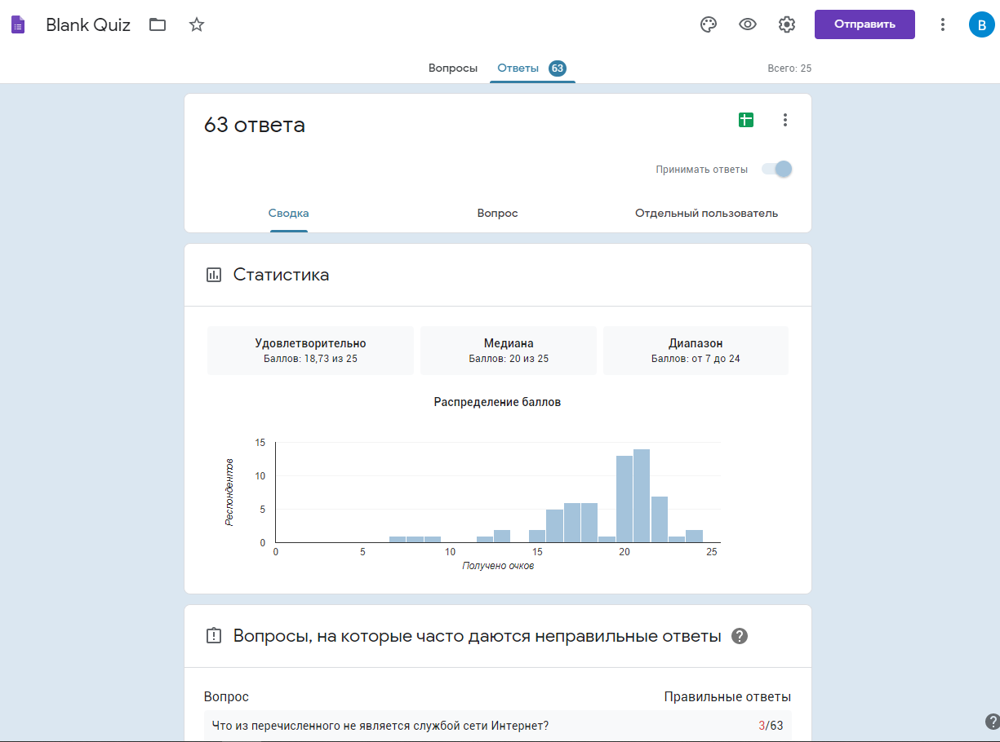 Blank Quiz
Отправить
B
Вопросы
Ответы 63
Всего: 25
63 ответа
Принимать ответы
Сводка
Вопрос
Отдельный пользователь
Статистика
Удовлетворительно
Баллов: 18,73 из 25
Медиана
Баллов: 20 из 25
Диапазон
Баллов: от 7 до 24
Распределение баллов
Респондентов
15
10
5
0
0 5 10 15 20 25
Получено очков
Вопросы, на которые часто даются неправильные ответы ?
Вопрос
Правильные ответы
Что из перечисленного не является службой сети Интернет?
3/63
?